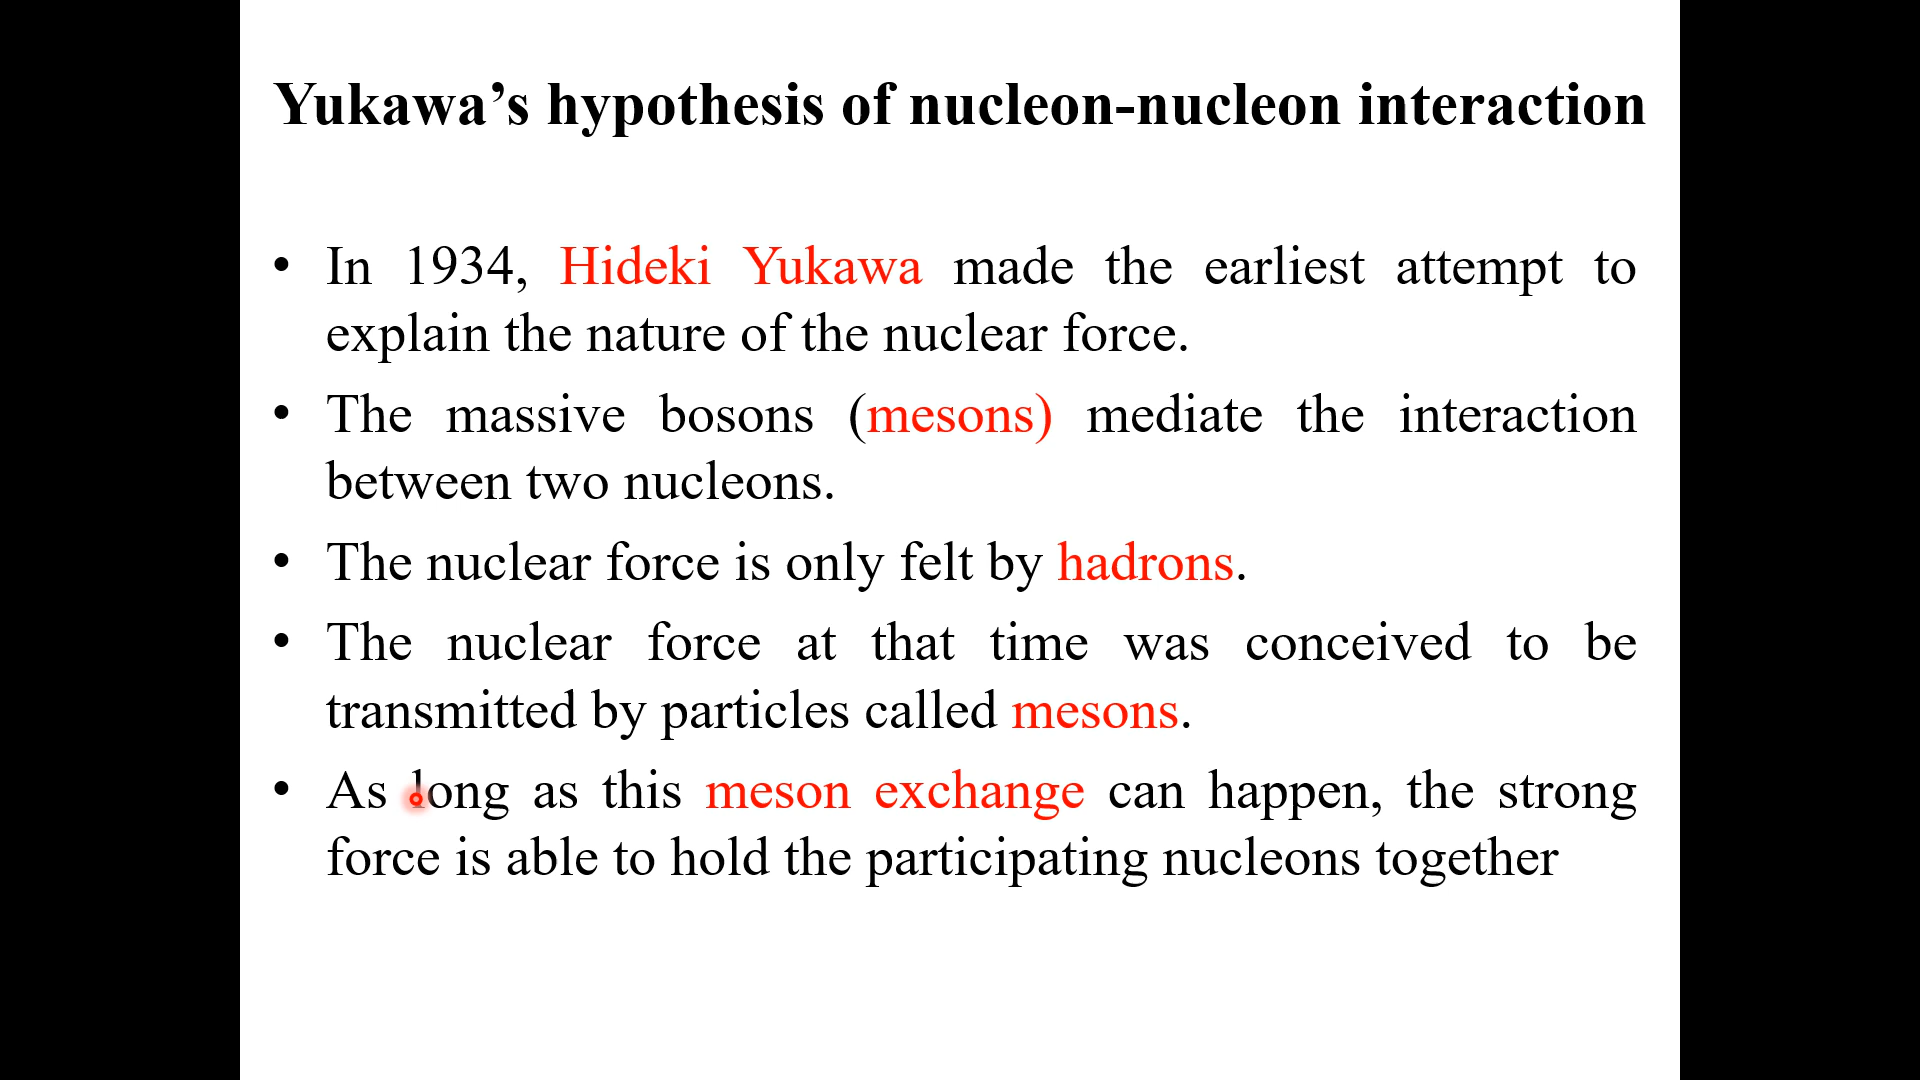 Yukawa’s hypothesis of nucleon-nucleon interaction
• In 1934, Hideki Yukawa made the earliest attempt to
explain the nature of the nuclear force.
• The massive bosons (mesons) mediate the interaction
between two nucleons.
• The nuclear force is only felt by hadrons.
• The nuclear force at that time was conceived to be
transmitted by particles called mesons.
• As long as this meson exchange can happen, the strong
force is able to hold the participating nucleons together